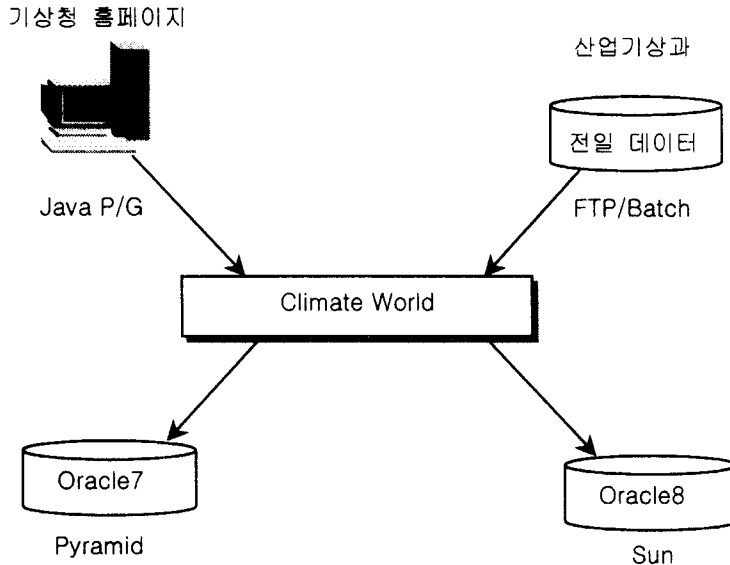 기상청 홈페이지
산업기상과
전일 데이터
Java P/G
FTP/Batch
Climate World
Oracle7
Oracle8
Pyramid
Sun